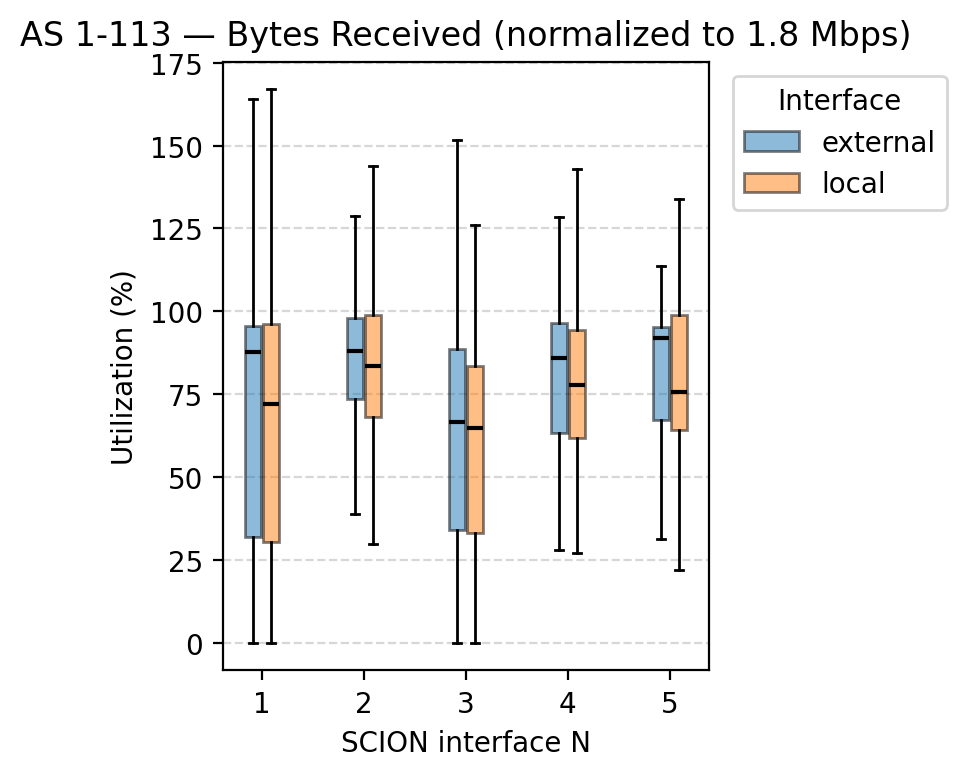 AS 1-113 — Bytes Received (normalized to 1.8 Mbps)
Utilization (%)
175
150
125
100
75
50
25
0
1 2 3 4 5
SCION interface N
Interface
external
local